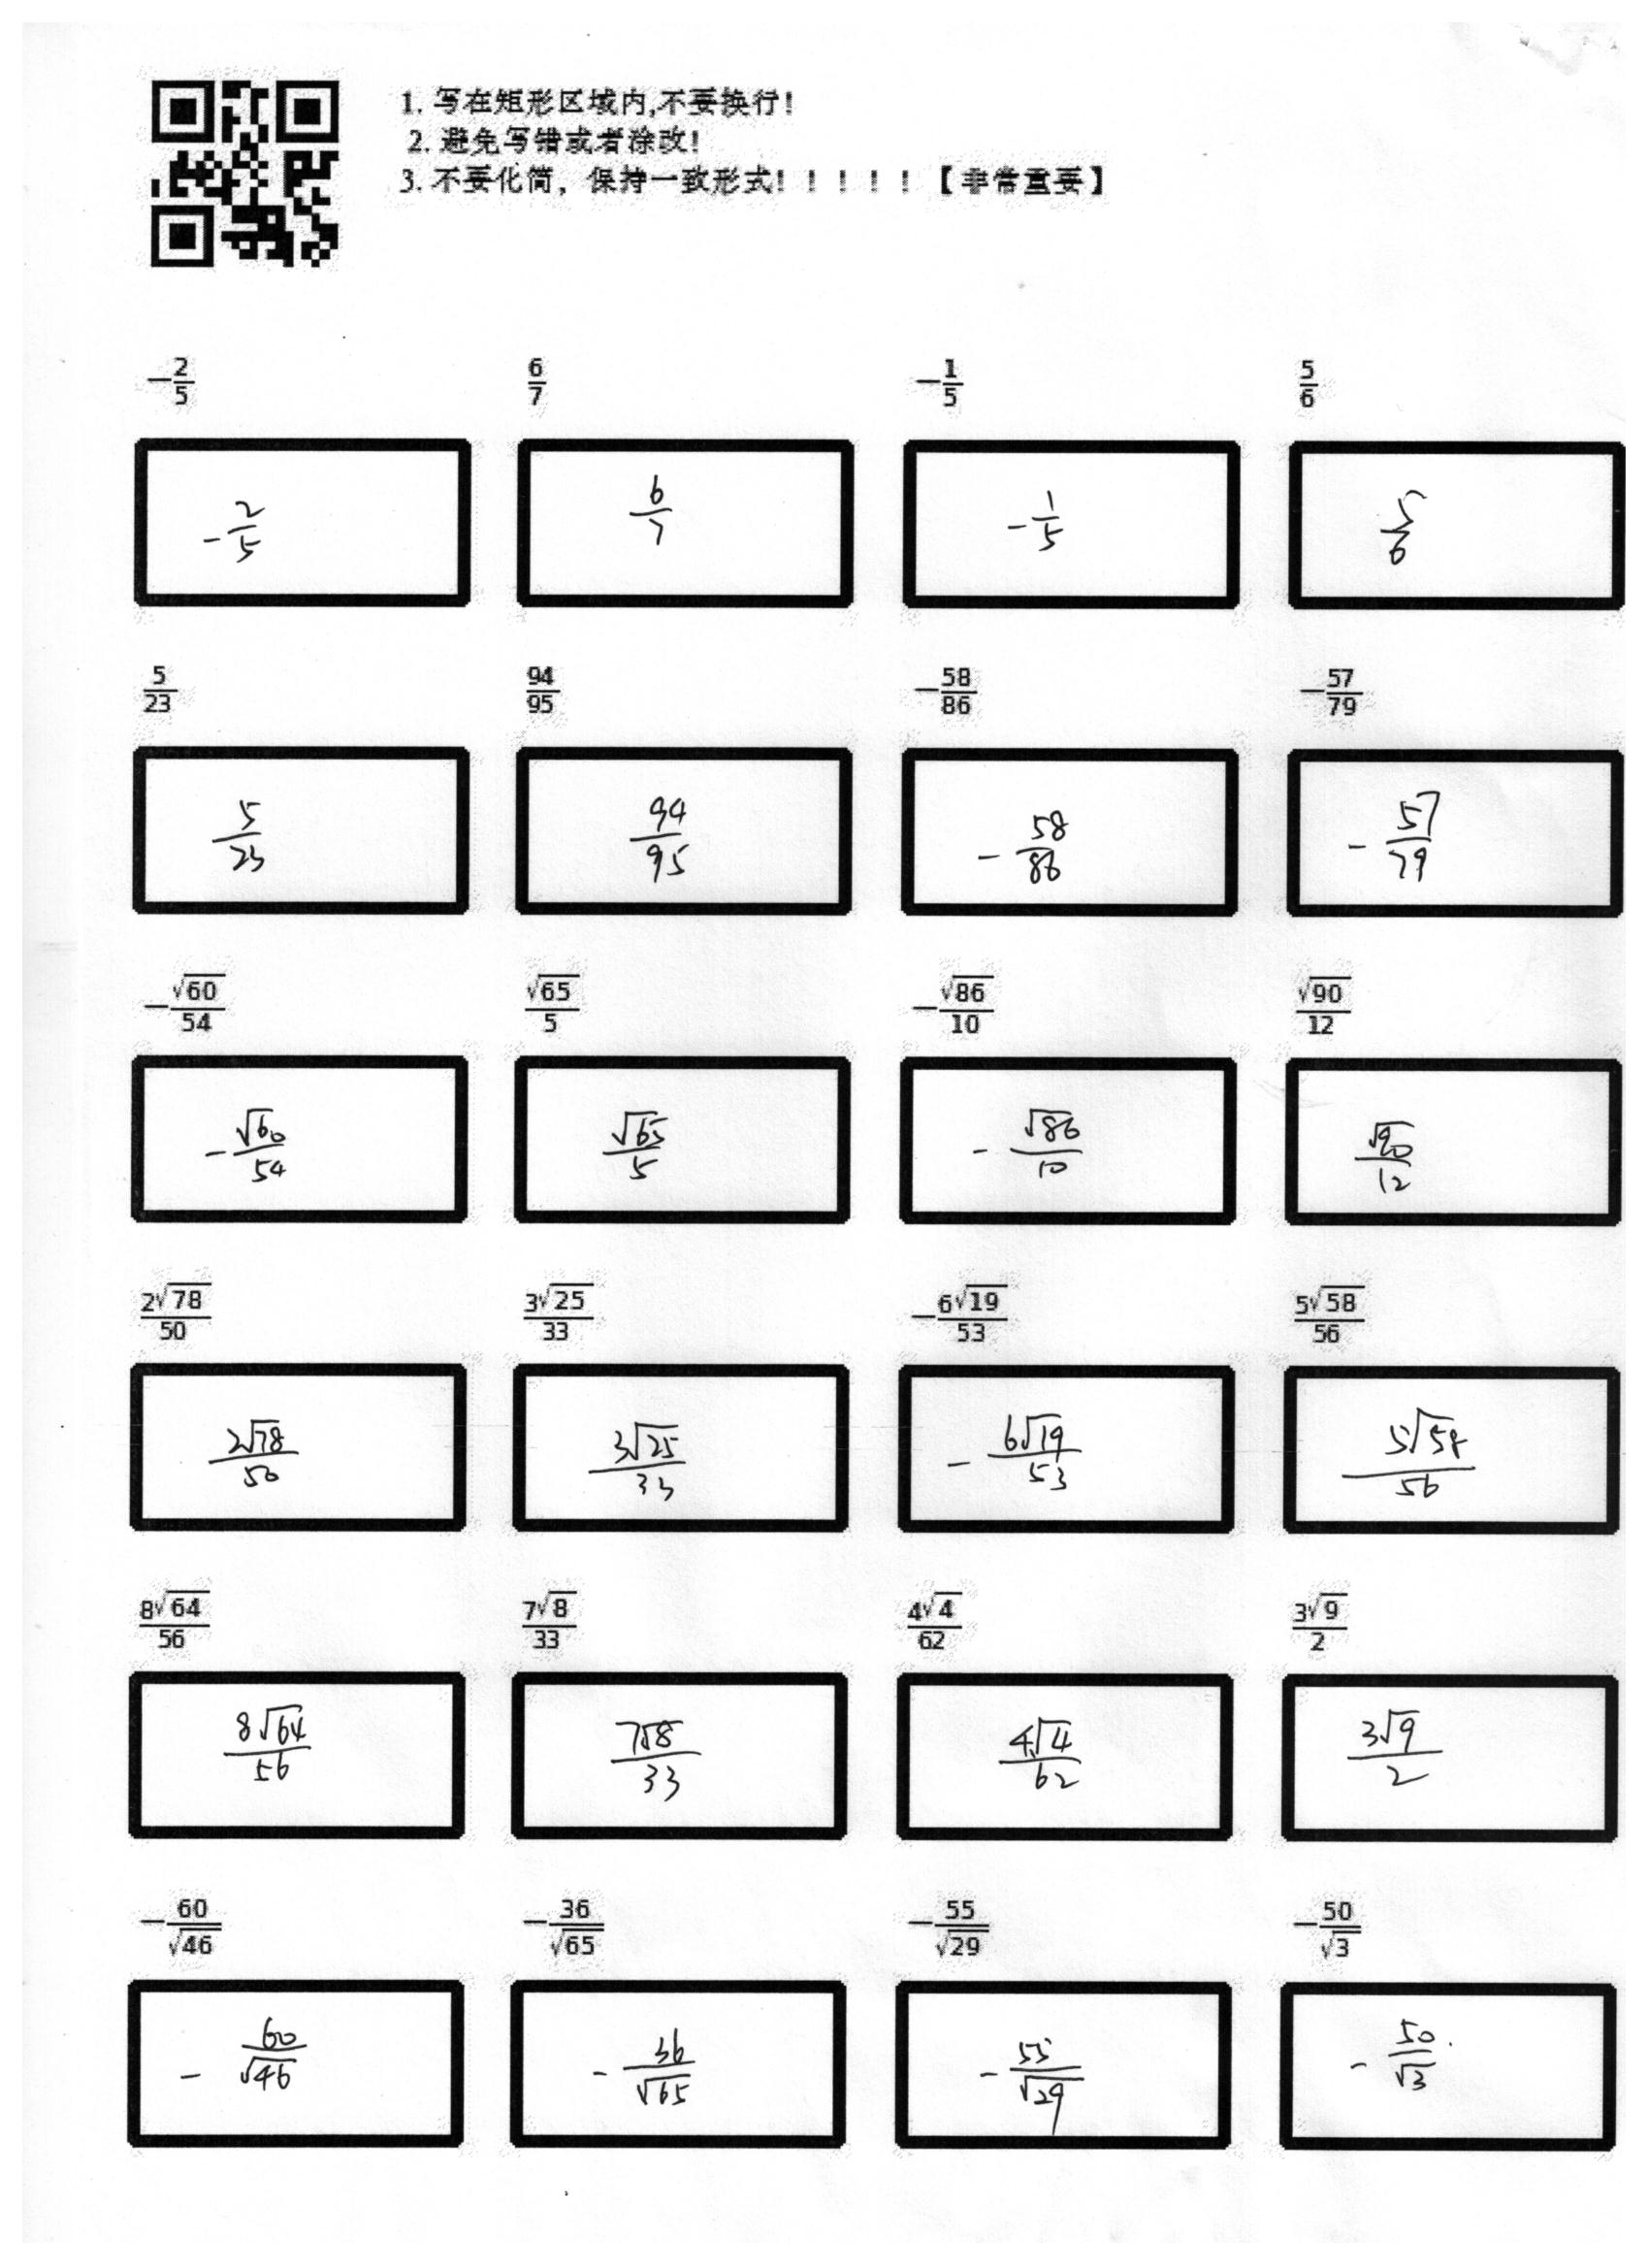 1. 写在矩形区域内,不要换行!
2. 避免写错或者涂改!
3. 不要化简，保持一致形式！！！！！【非常重要】
-\frac{2}{5} \frac{6}{7} -\frac{1}{5} \frac{5}{6}
-\frac{2}{5} \frac{6}{7} -\frac{1}{5} \frac{5}{6}
\frac{5}{23} \frac{94}{95} -\frac{58}{86} -\frac{57}{79}
\frac{5}{23} \frac{94}{95} -\frac{58}{86} -\frac{57}{79}
-\frac{\sqrt{60}}{54} \frac{\sqrt{65}}{5} -\frac{\sqrt{86}}{10} \frac{\sqrt{90}}{12}
-\frac{\sqrt{60}}{54} \frac{\sqrt{65}}{5} -\frac{\sqrt{86}}{10} \frac{\sqrt{90}}{12}
\frac{2\sqrt{78}}{50} \frac{3\sqrt{25}}{33} -\frac{6\sqrt{19}}{53} \frac{5\sqrt{58}}{56}
\frac{2\sqrt{78}}{50} \frac{3\sqrt{25}}{33} -\frac{6\sqrt{19}}{53} \frac{5\sqrt{58}}{56}
\frac{8\sqrt{64}}{56} \frac{7\sqrt{8}}{33} \frac{4\sqrt{4}}{62} \frac{3\sqrt{9}}{2}
\frac{8\sqrt{64}}{56} \frac{7\sqrt{8}}{33} \frac{4\sqrt{4}}{62} \frac{3\sqrt{9}}{2}
-\frac{60}{\sqrt{46}} -\frac{36}{\sqrt{65}} -\frac{55}{\sqrt{29}} -\frac{50}{\sqrt{3}}
-\frac{60}{\sqrt{46}} -\frac{36}{\sqrt{65}} -\frac{55}{\sqrt{29}} -\frac{50}{\sqrt{3}}